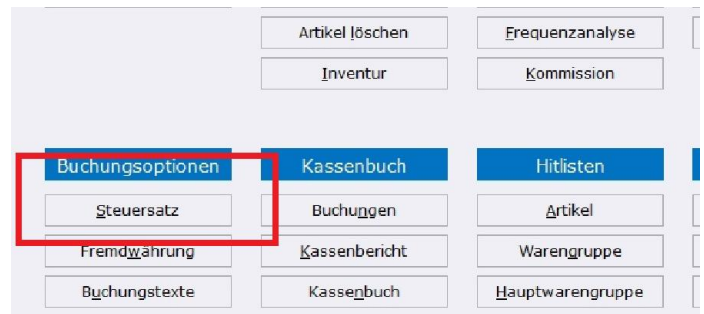 Artikel löschen
Frequenzanalyse
Inventur
Kommission
Buchungsoptionen
Kassenbuch
Hitlisten
Steuersatz
Buchungen
Artikel
Fremdwährung
Kassenbericht
Warengruppe
Buchungstexte
Kassenbuch
Hauptwarengruppe